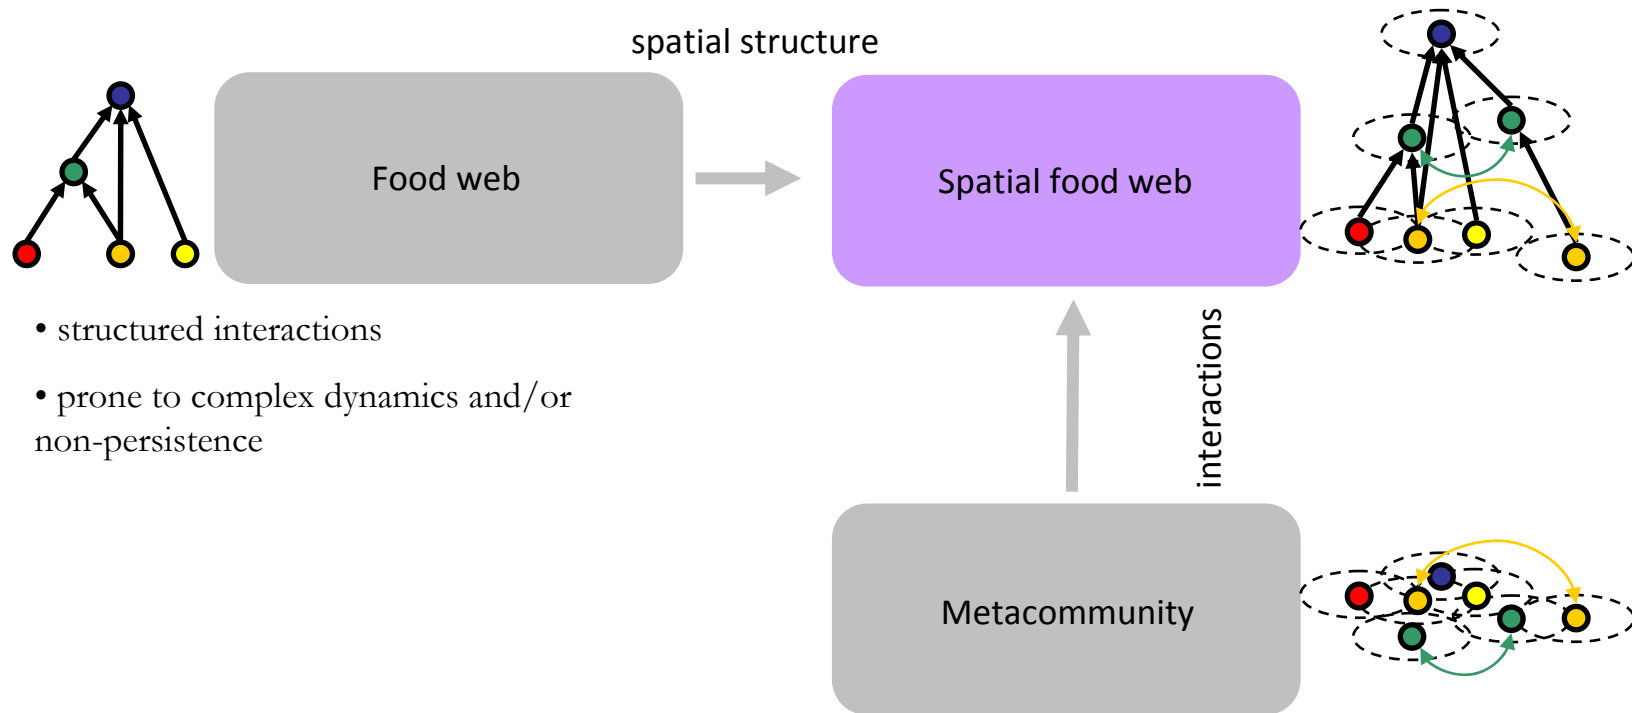 spatial structure
Food web
Spatial food web
• structured interactions
• prone to complex dynamics and/or
non-persistence
interactions
Metacommunity